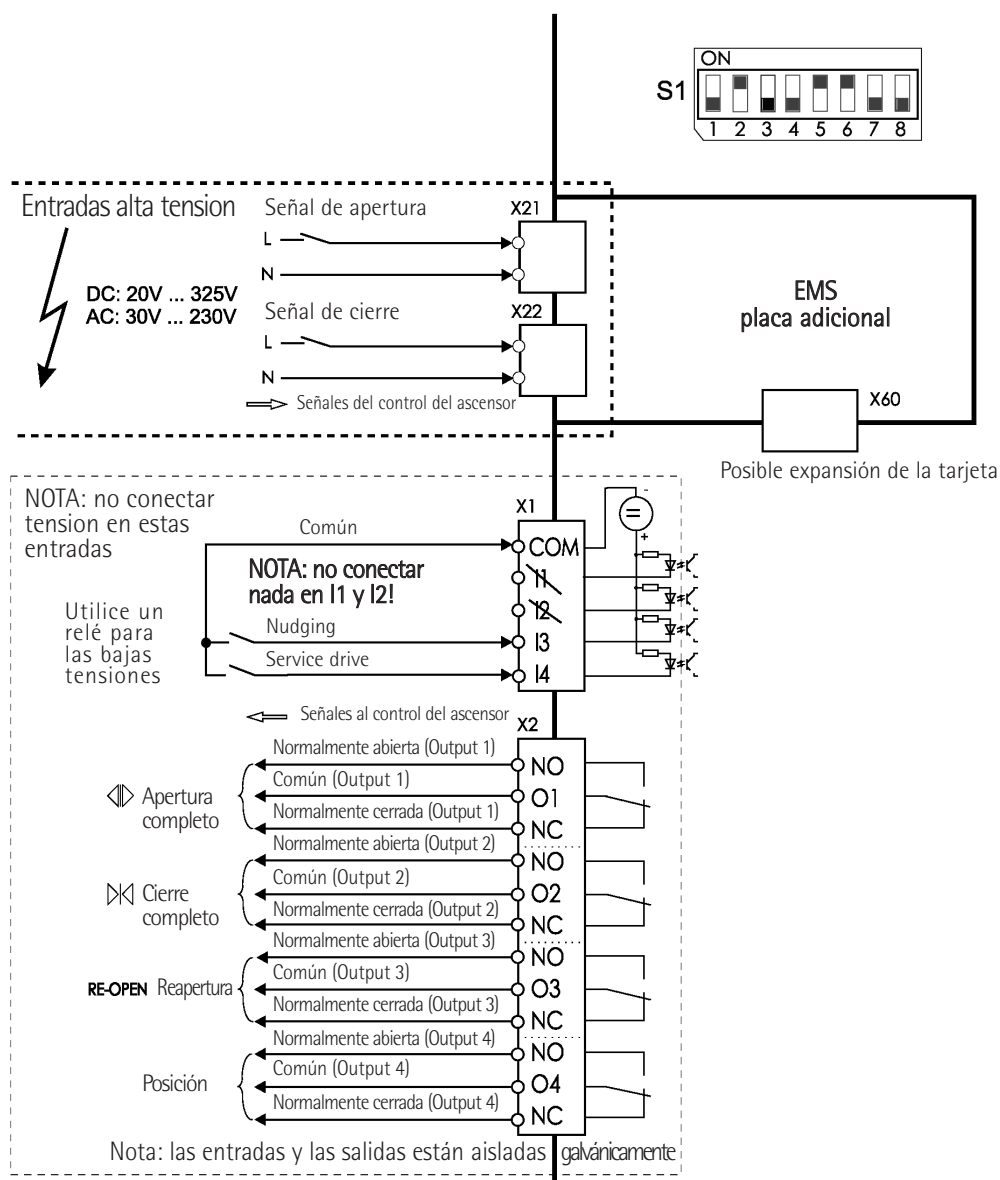 ON
S1
1 2 3 4 5 6 7 8
Entradas alta tension
Señal de apertura
X21
L
N
DC: 20V ... 325V
AC: 30V ... 230V
Señal de cierre
X22
L
N
Señales del control del ascensor
EMS
placa adicional
X60
Posible expansión de la tarjeta
NOTA: no conectar
tension en estas
entradas
X1
-
=
+
Común
COM
NOTA: no conectar
nada en I1 y I2!
I1
I2
Utilice un
relé para
las bajas
tensiones
Nudging
I3
Service drive
I4
Señales al control del ascensor
X2
Normalmente abierta (Output 1)
NO
Común (Output 1)
O1
Apertura
completo
Normalmente cerrada (Output 1)
NC
Normalmente abierta (Output 2)
NO
Común (Output 2)
O2
Cierre
completo
Normalmente cerrada (Output 2)
NC
Normalmente abierta (Output 3)
NO
Común (Output 3)
O3
RE-OPEN Reapertura
Normalmente cerrada (Output 3)
NC
Normalmente abierta (Output 4)
NO
Común (Output 4)
O4
Posición
Normalmente cerrada (Output 4)
NC
Nota: las entradas y las salidas están aisladas galvánicamente